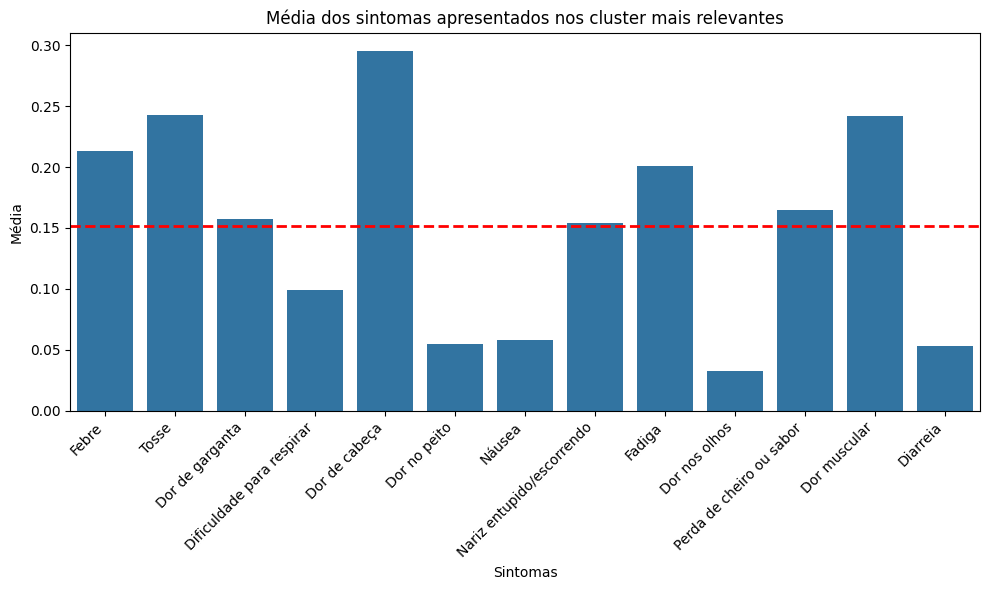 Média dos sintomas apresentados nos cluster mais relevantes
Média
0.30
0.25
0.20
0.15
0.10
0.05
0.00
Febre
Tosse
Dor de garganta
Dificuldade para respirar
Dor de cabeça
Dor no peito
Náusea
Nariz entupido/escorrendo
Fadiga
Dor nos olhos
Perda de cheiro ou sabor
Dor muscular
Diarreia
Sintomas